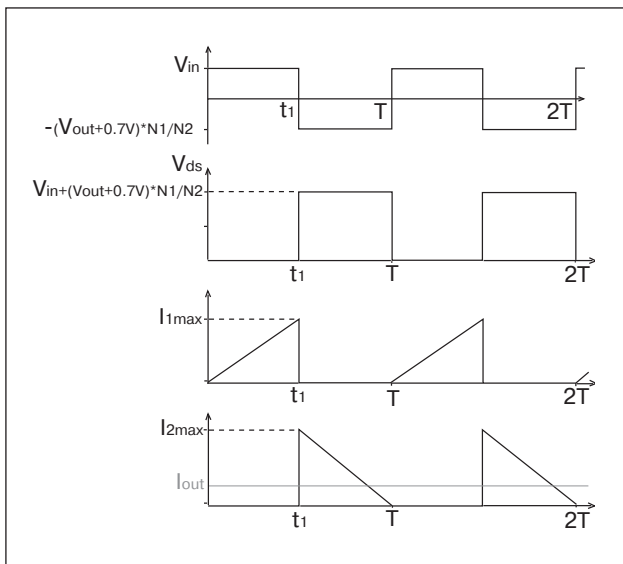 Vin
t1 T 2T
-(Vout+0.7V)*N1/N2
Vds
Vin+(Vout+0.7V)*N1/N2
t1 T 2T
I1max
t1 T 2T
I2max
Iout
t1 T 2T